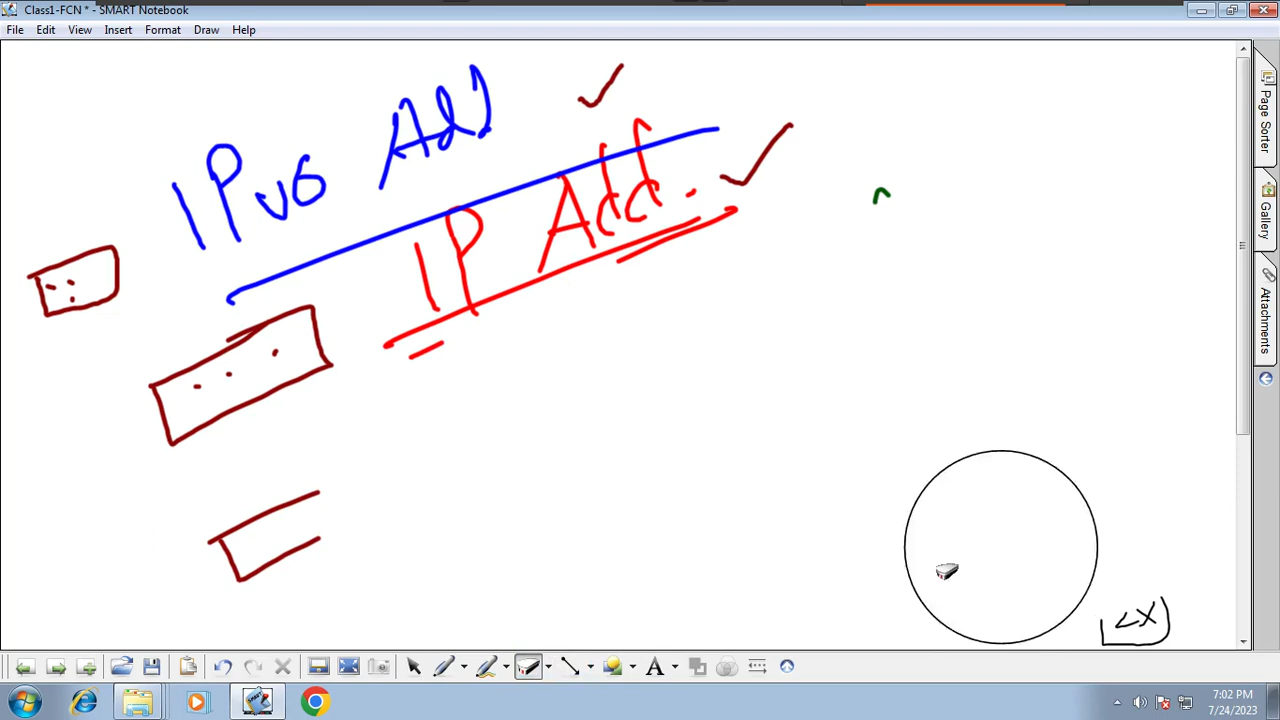 Class1-FCN * - SMART Notebook
File Edit View Insert Format Draw Help
IPv6 Add
IP Add.
Page Sorter
Gallery
Attachments
7:02 PM
7/24/2023